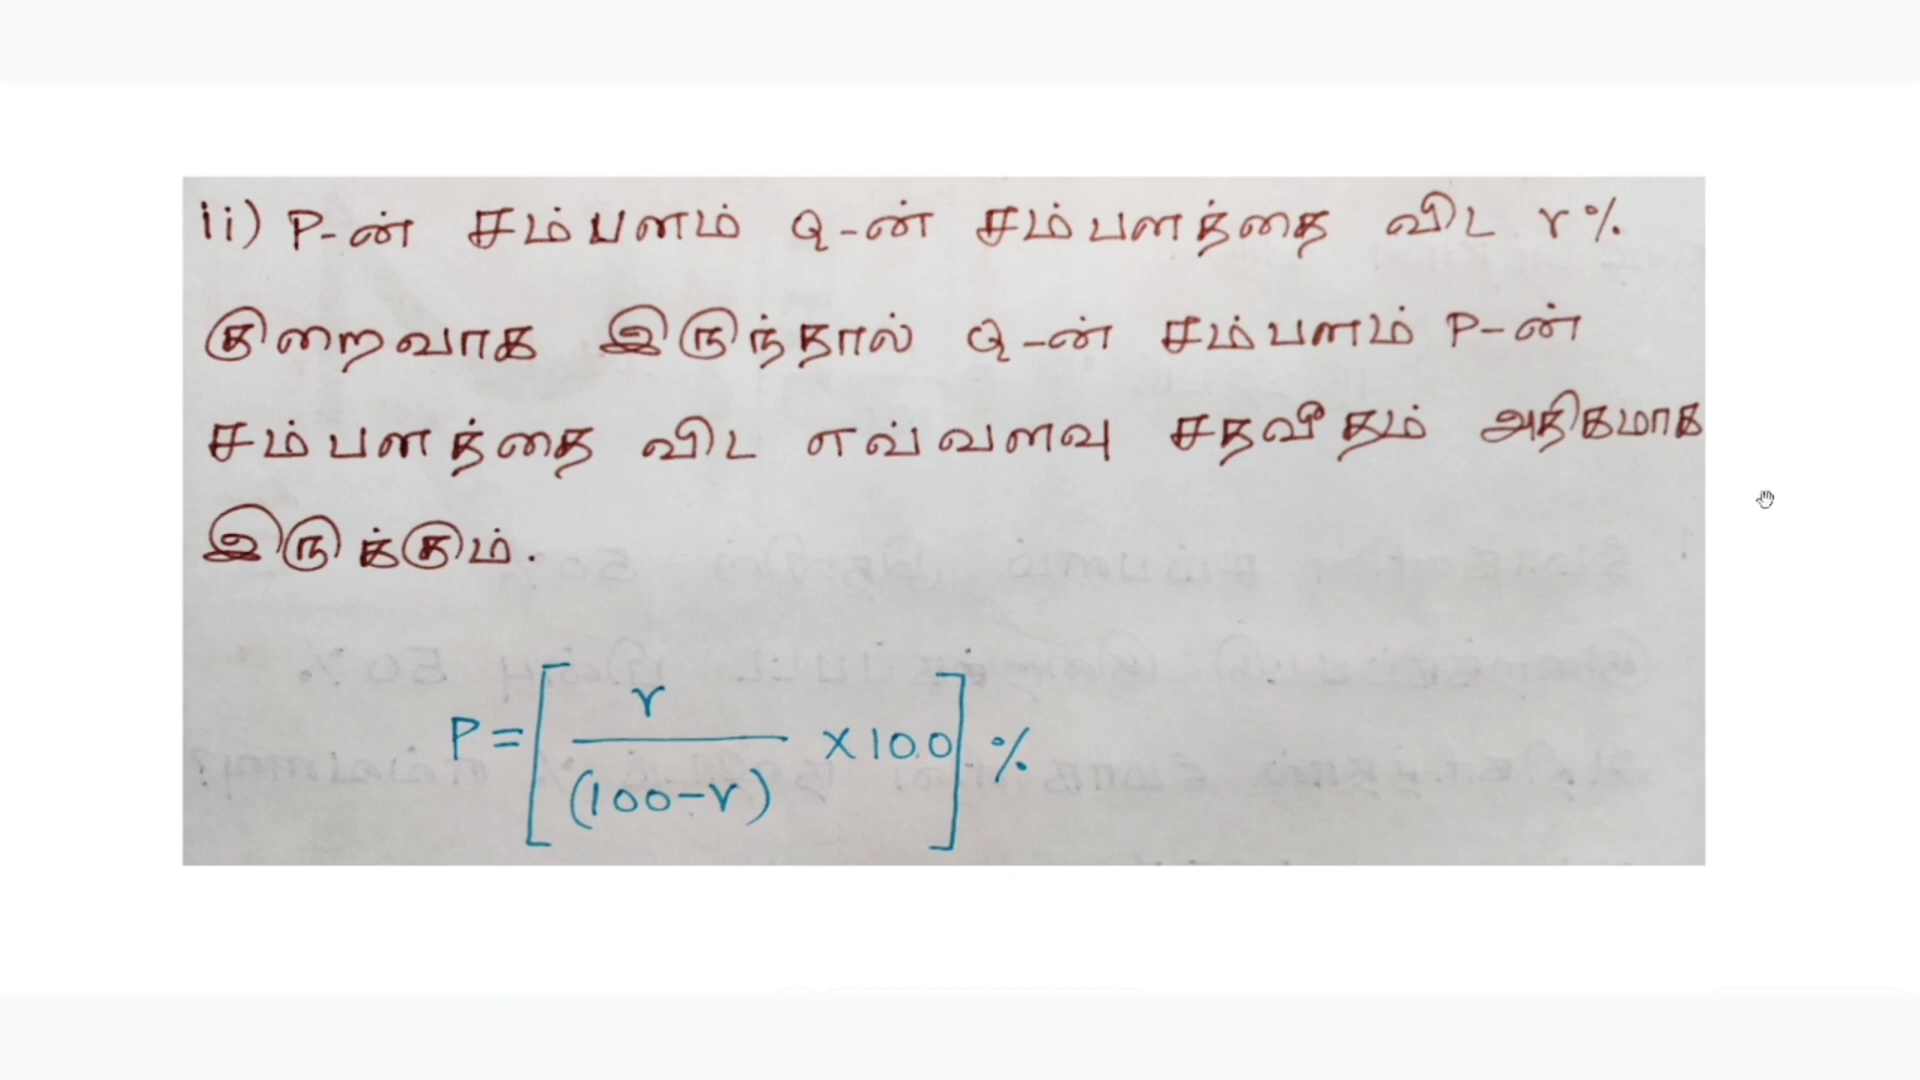 ii) P-ன் சம்பளம் Q-ன் சம்பளத்தை விட r%
குறைவாக இருந்தால் Q-ன் சம்பளம் P-ன்
சம்பளத்தை விட எவ்வளவு சதவீதம் அதிகமாக
இருக்கும்.
P = [ r / (100-r) × 100 ] %